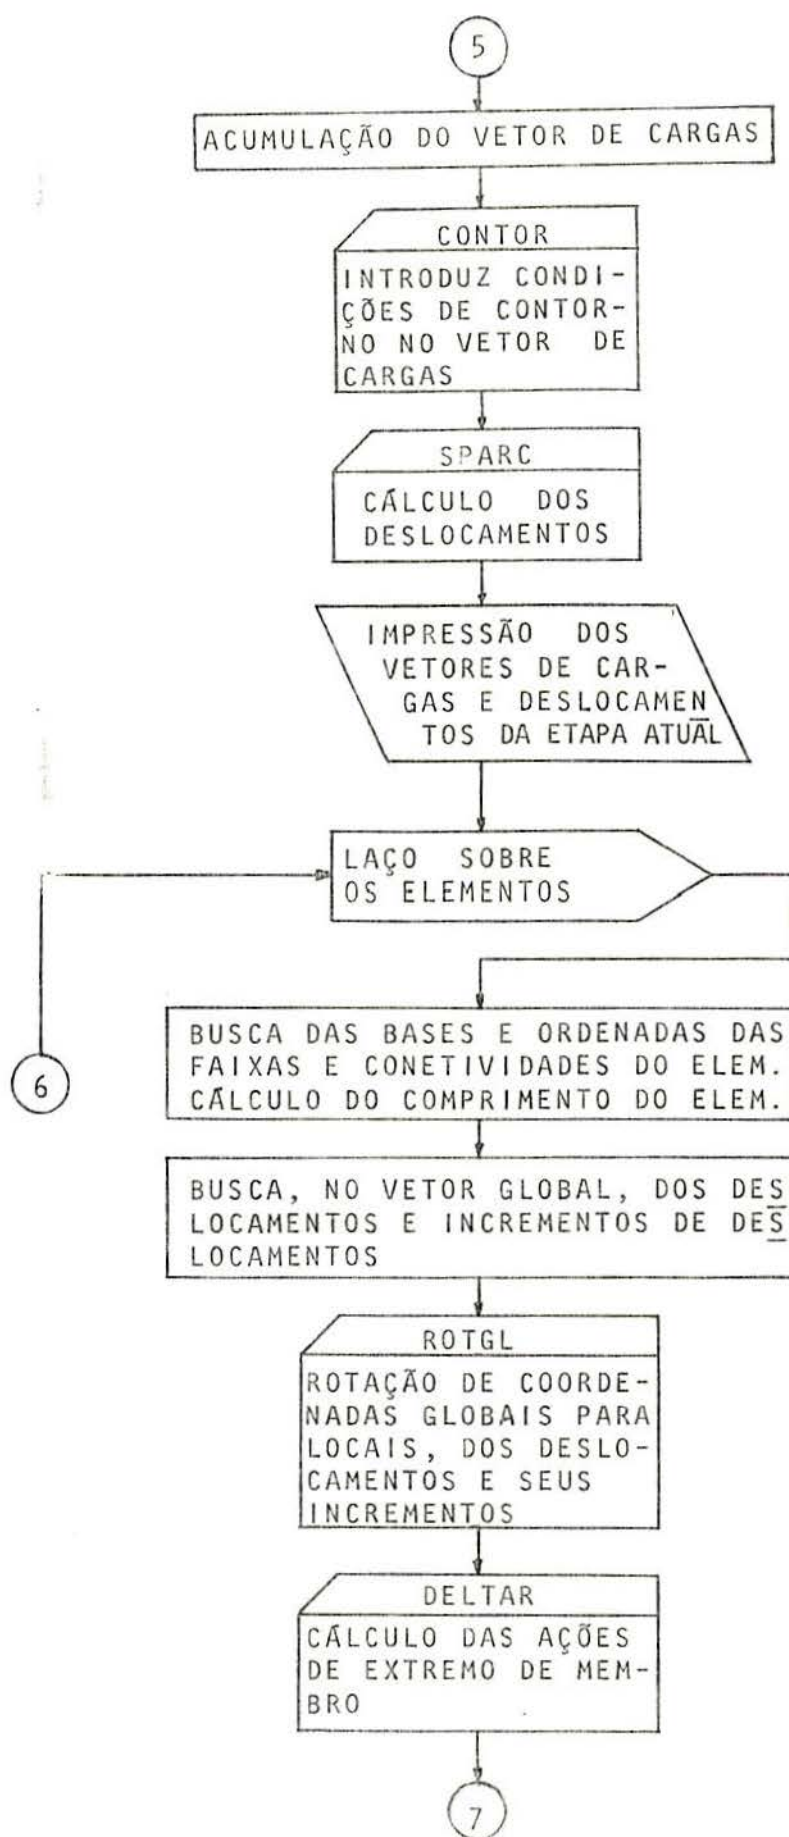 5
ACUMULAÇÃO DO VETOR DE CARGAS
CONTOR
INTRODUZ CONDI-
ÇÕES DE CONTOR-
NO NO VETOR DE
CARGAS
SPARC
CÁLCULO DOS
DESLOCAMENTOS
IMPRESSÃO DOS
VETORES DE CAR-
GAS E DESLOCAMEN
TOS DA ETAPA ATUAL
LAÇO SOBRE
OS ELEMENTOS
BUSCA DAS BASES E ORDENADAS DAS
FAIXAS E CONETIVIDADES DO ELEM.
CÁLCULO DO COMPRIMENTO DO ELEM.
6
BUSCA, NO VETOR GLOBAL, DOS DES
LOCAMENTOS E INCREMENTOS DE DES
LOCAMENTOS
ROTGL
ROTAÇÃO DE COORDE-
NADAS GLOBAIS PARA
LOCAIS, DOS DESLO-
CAMENTOS E SEUS
INCREMENTOS
DELTAR
CÁLCULO DAS AÇÕES
DE EXTREMO DE MEM-
BRO
7